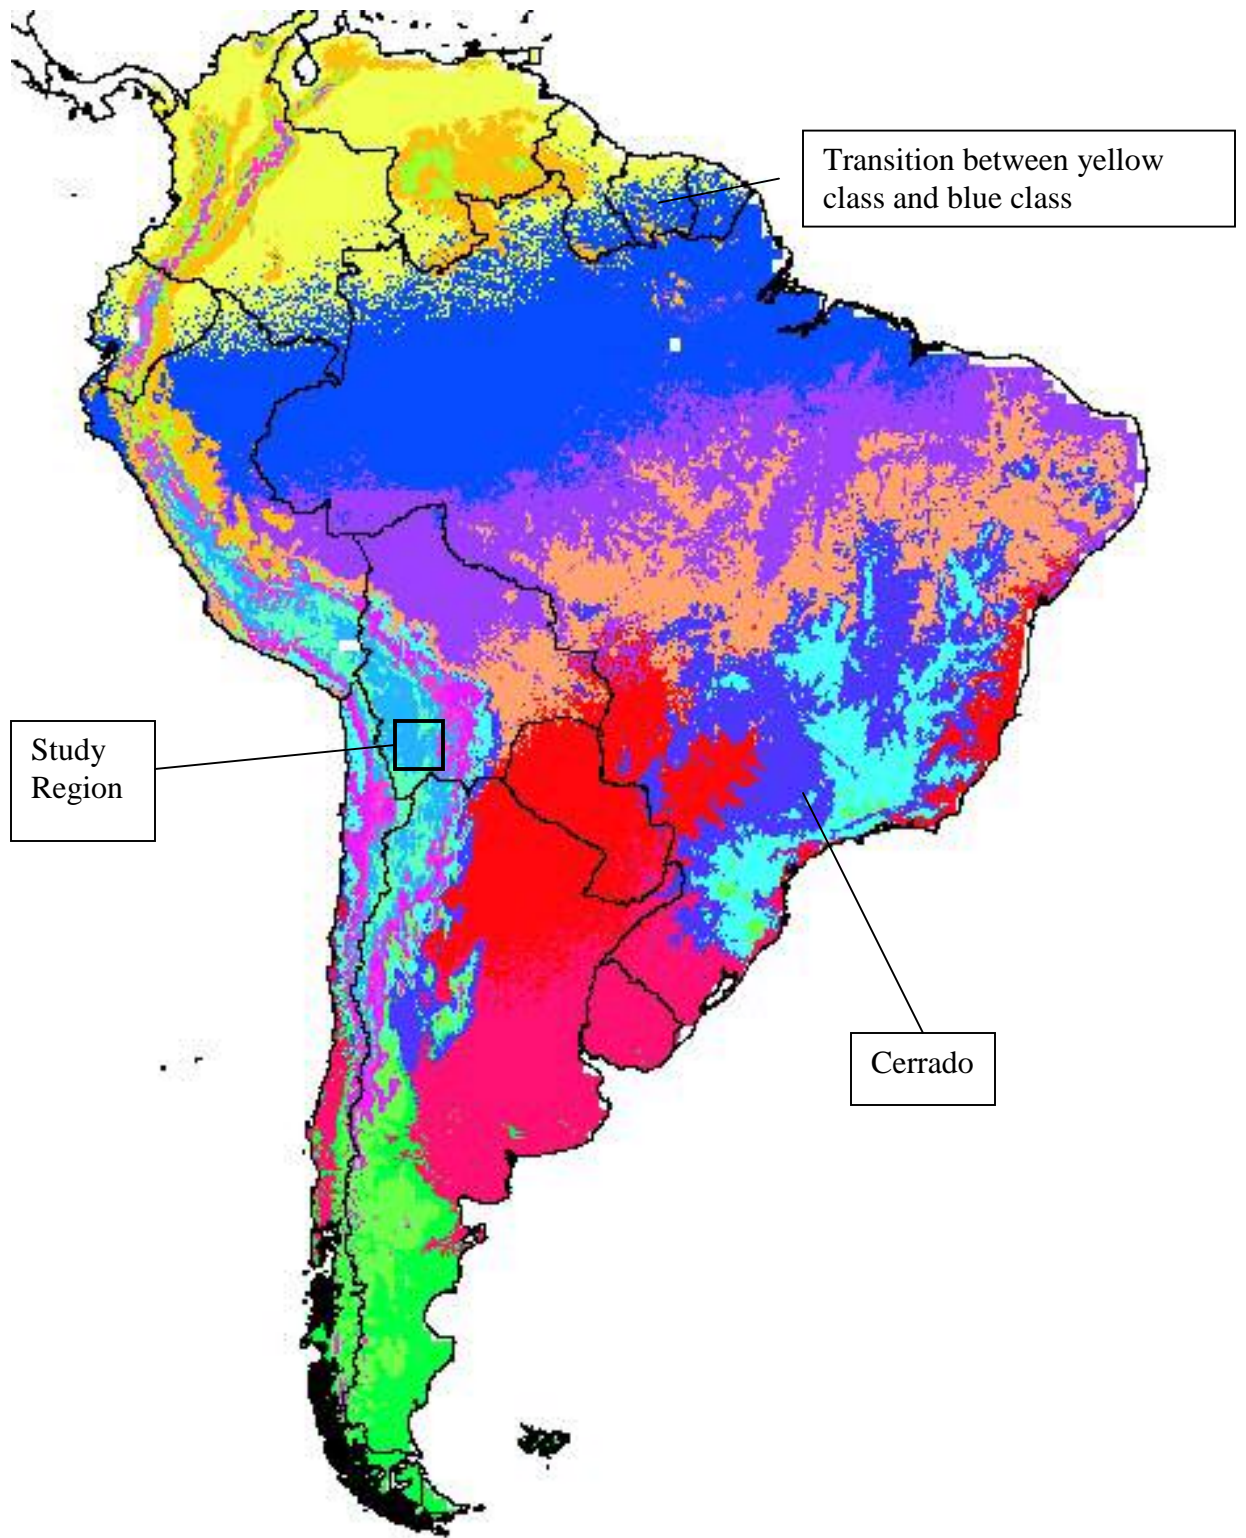 Transition between yellow
class and blue class
Study
Region
Cerrado